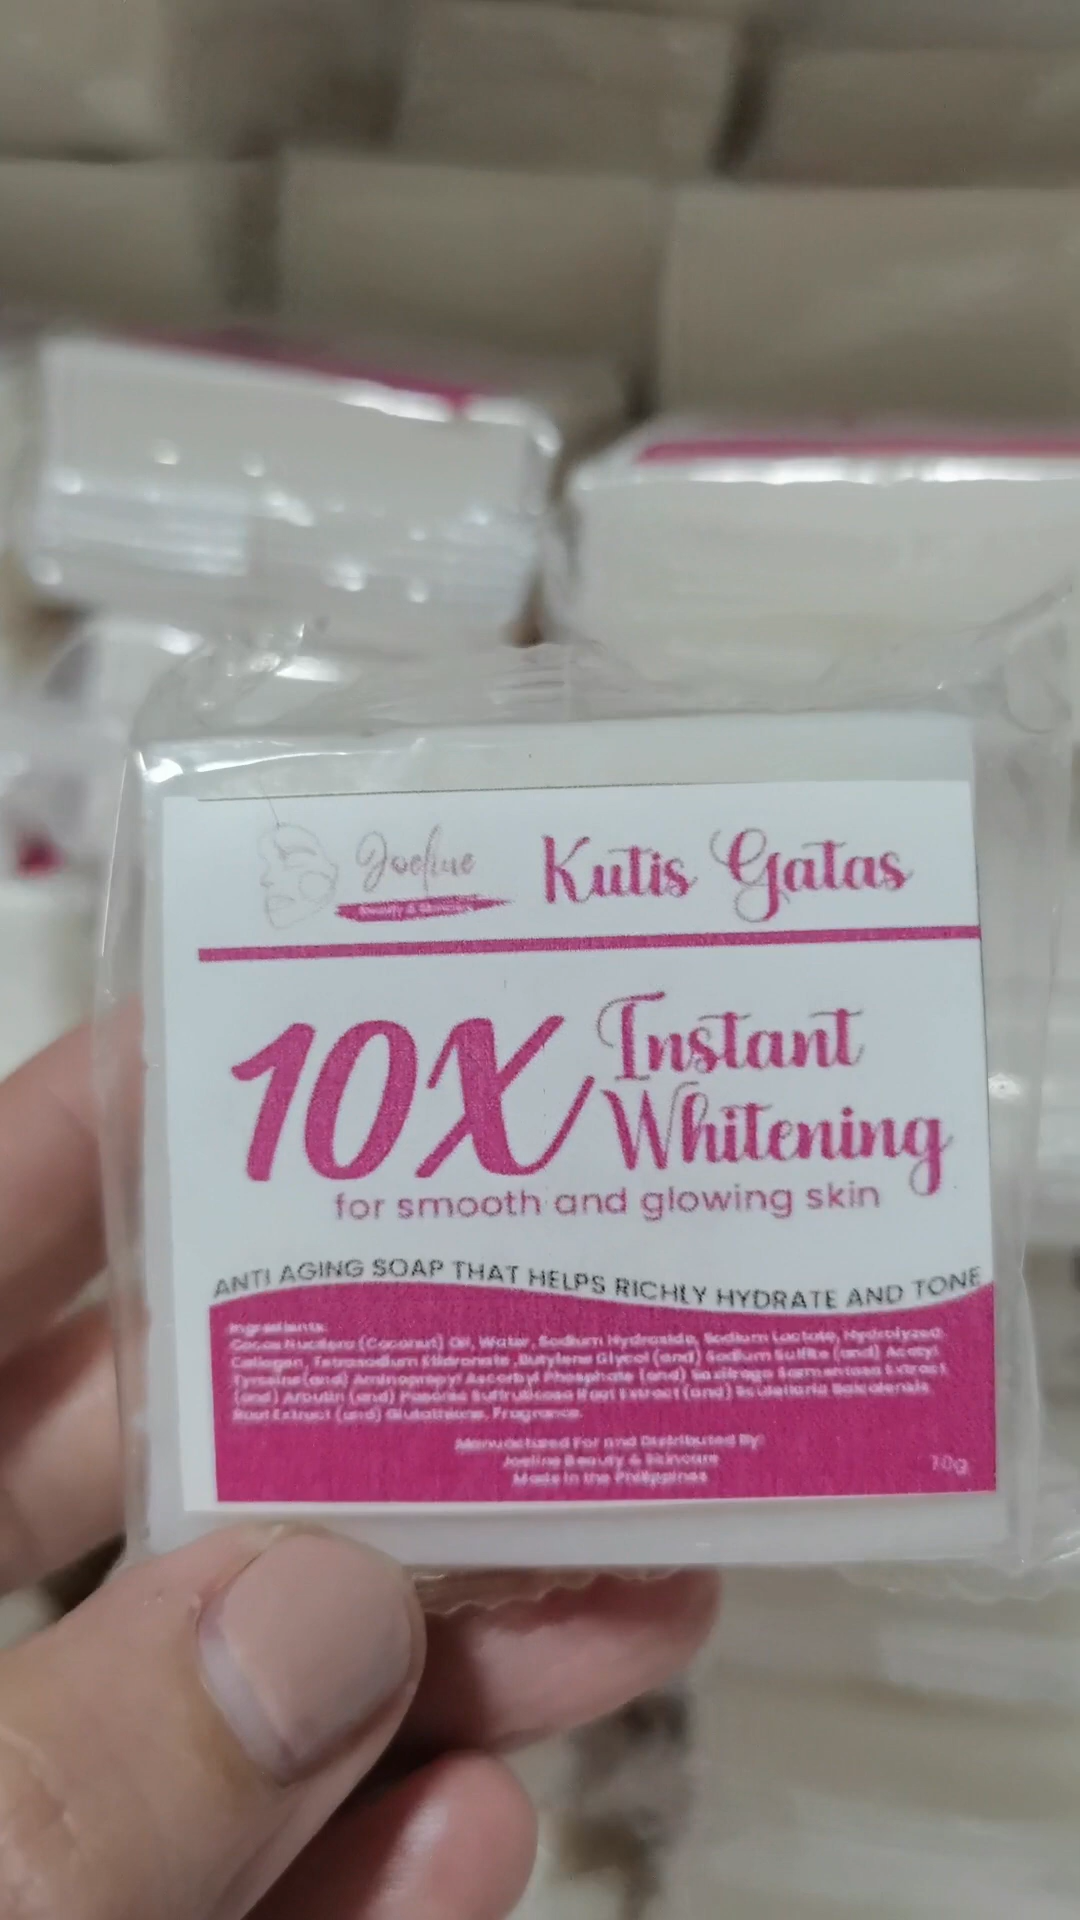 Joeline Kutis Gatas
Beauty & Skincare
10X Instant
Whitening
for smooth and glowing skin
ANTI AGING SOAP THAT HELPS RICHLY HYDRATE AND TONE
Ingredients:
Cocos Nucifera (Coconut) Oil, Water, Sodium Hydroxide, Sodium Lactate, Hydrolyzed
Collagen, Tetrasodium Etidronate, Butylene Glycol (and) Sodium Sulfite (and) Acetyl
Tyrosine (and) Aminopropyl Ascorbyl Phosphate (and) Saxifraga Sarmentosa Extract
(and) Arbutin (and) Paeonia Suffruticosa Root Extract (and) Scutellaria Baicalensis
Root Extract (and) Glutathione, Fragrance.
Manufactured For and Distributed By:
Joeline Beauty & Skincare
Made in the Philippines
70g